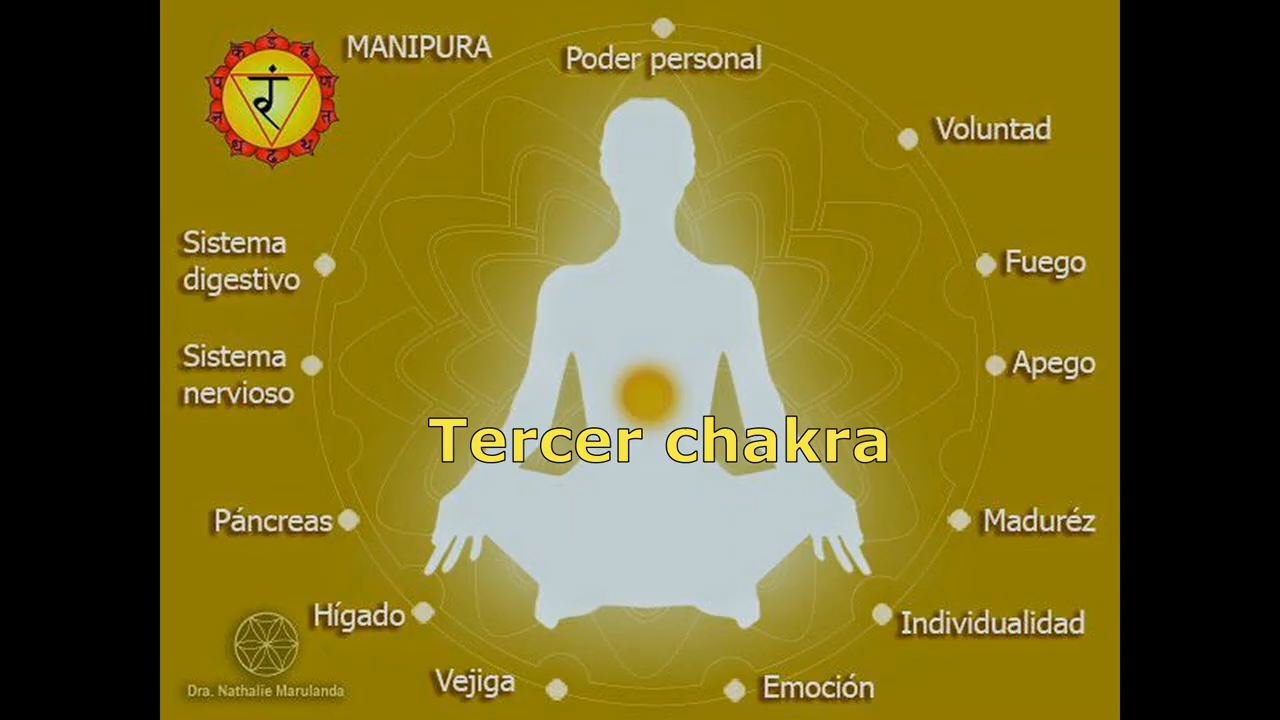 MANIPURA
Poder personal
Voluntad
Sistema
digestivo
Fuego
Sistema
nervioso
Apego
Tercer chakra
Páncreas
Maduréz
Hígado
Individualidad
Vejiga
Emoción
Dra. Nathalie Marulanda
रं
ड
ढ
ण
त
थ
द
ध
न
प
फ